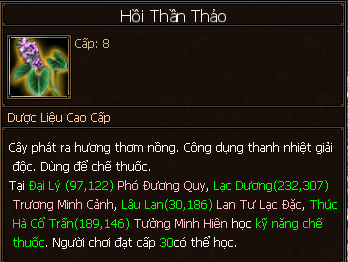 Hồi Thần Thảo
Cấp: 8
Dược Liệu Cao Cấp
Cây phát ra hương thơm nồng. Công dụng thanh nhiệt giải
độc. Dùng để chế thuốc.
Tại Đại Lý (97,122) Phó Đương Quy, Lạc Dương(232,307)
Trương Minh Cảnh, Lâu Lan(30,186) Lan Tư Lạc Đặc, Thúc
Hà Cổ Trấn(189,146) Tưởng Minh Hiên học kỹ năng chế
thuốc. Người chơi đạt cấp 30có thể học.